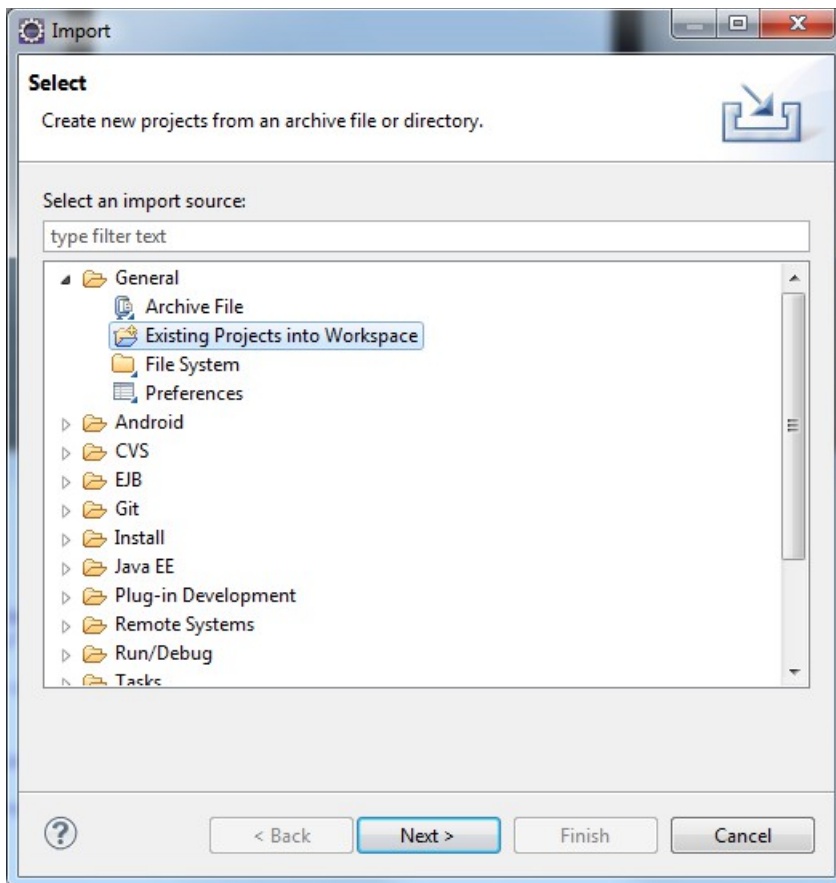 Import
Select
Create new projects from an archive file or directory.
Select an import source:
type filter text
General
Archive File
Existing Projects into Workspace
File System
Preferences
Android
CVS
EJB
Git
Install
Java EE
Plug-in Development
Remote Systems
Run/Debug
Tasks
? < Back Next > Finish Cancel